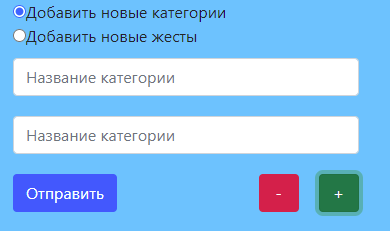 Добавить новые категории
Добавить новые жесты
Название категории
Название категории
Отправить - +